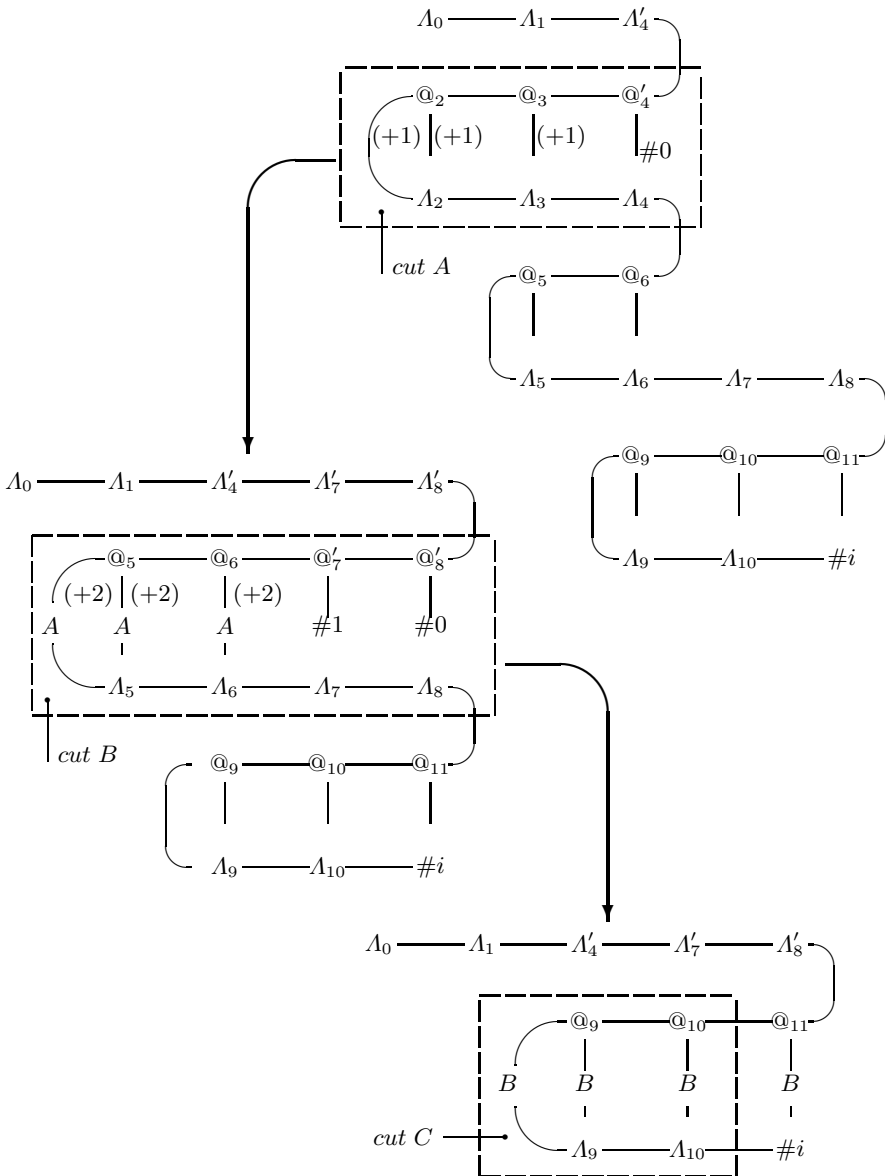 Λ₀ Λ₁ Λ′₄
@₂ @₃ @′₄
(+1) (+1) (+1)
#0
Λ₂ Λ₃ Λ₄
cut A
@₅ @₆
Λ₅ Λ₆ Λ₇ Λ₈
@₉ @₁₀ @₁₁
Λ₉ Λ₁₀ #i
Λ₀ Λ₁ Λ′₄ Λ′₇ Λ′₈
@₅ @₆ @′₇ @′₈
(+2) (+2) (+2)
A A A #1 #0
Λ₅ Λ₆ Λ₇ Λ₈
cut B
@₉ @₁₀ @₁₁
Λ₉ Λ₁₀ #i
Λ₀ Λ₁ Λ′₄ Λ′₇ Λ′₈
@₉ @₁₀ @₁₁
B B B B
cut C
Λ₉ Λ₁₀ #i